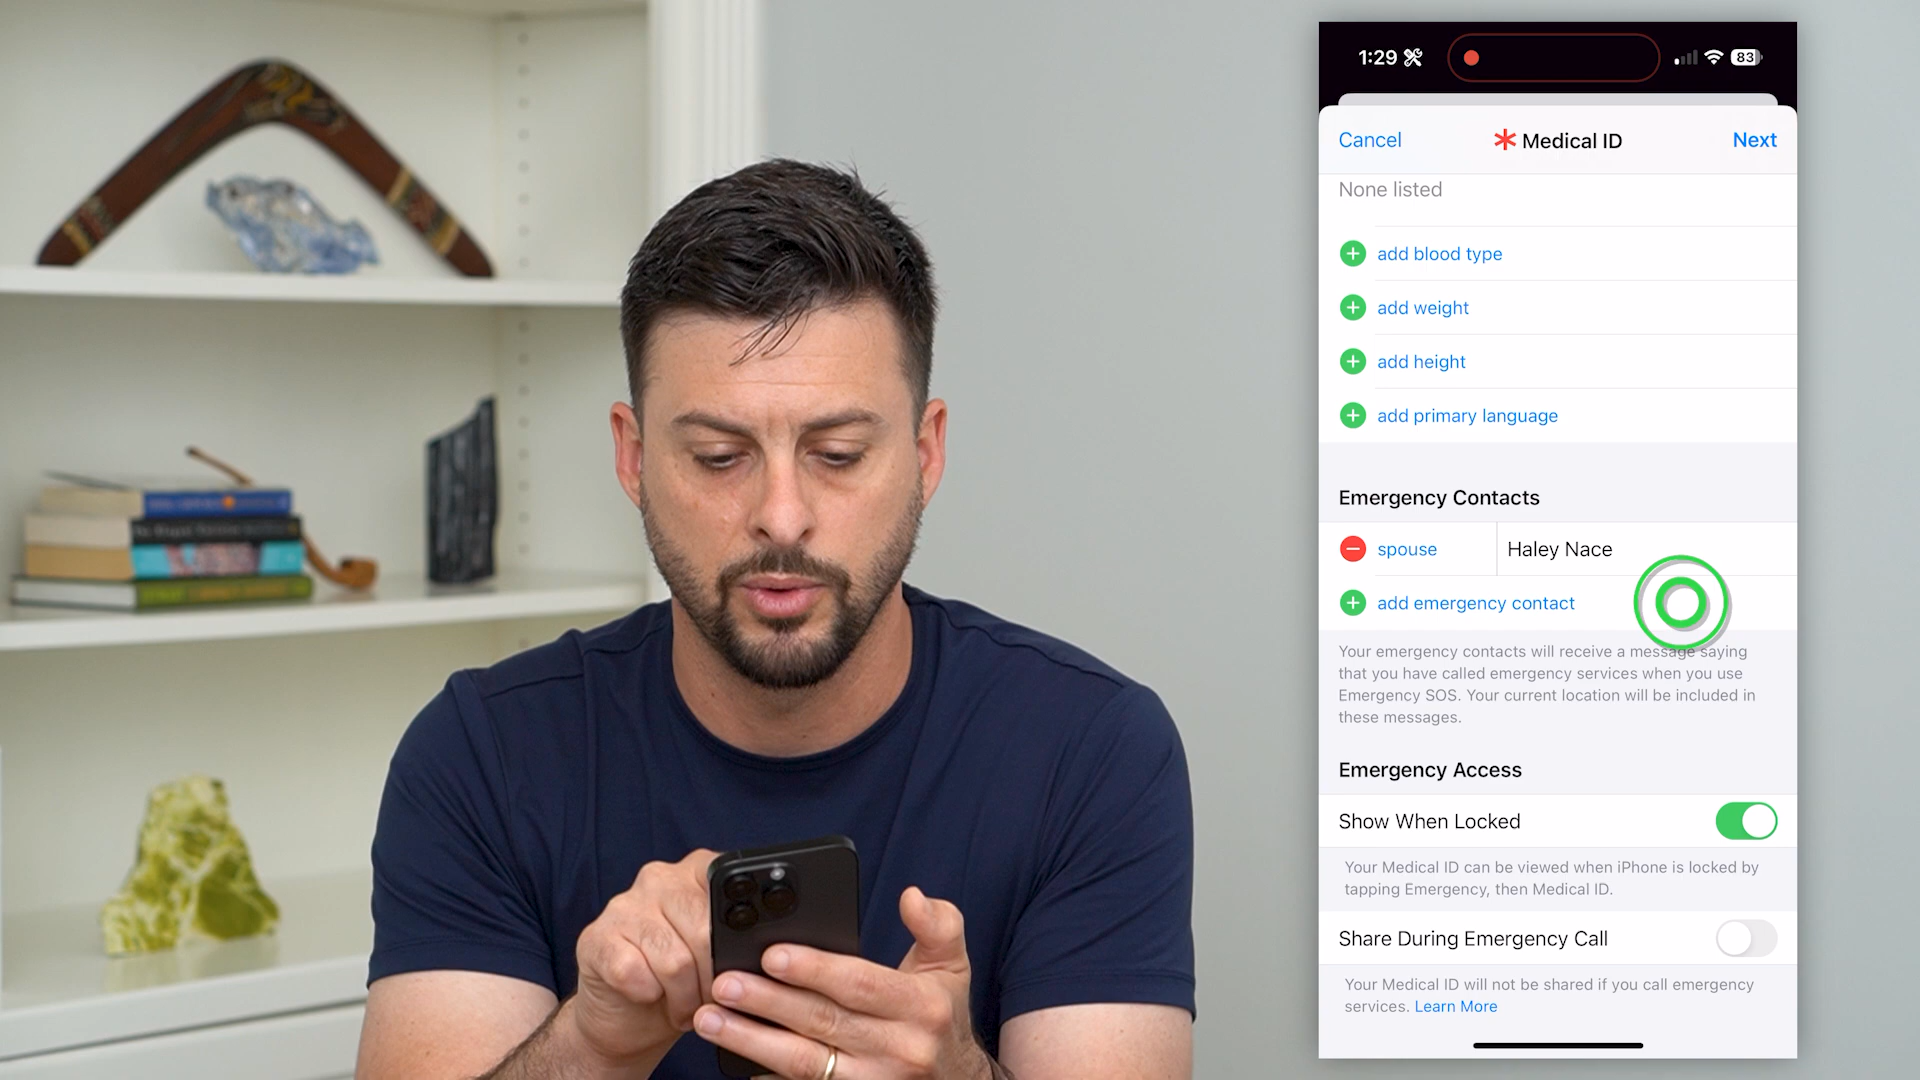 1:29
83
Cancel
Medical ID
Next
None listed
add blood type
add weight
add height
add primary language
Emergency Contacts
spouse
Haley Nace
add emergency contact
Your emergency contacts will receive a message saying
that you have called emergency services when you use
Emergency SOS. Your current location will be included in
these messages.
Emergency Access
Show When Locked
Your Medical ID can be viewed when iPhone is locked by
tapping Emergency, then Medical ID.
Share During Emergency Call
Your Medical ID will not be shared if you call emergency
services. Learn More